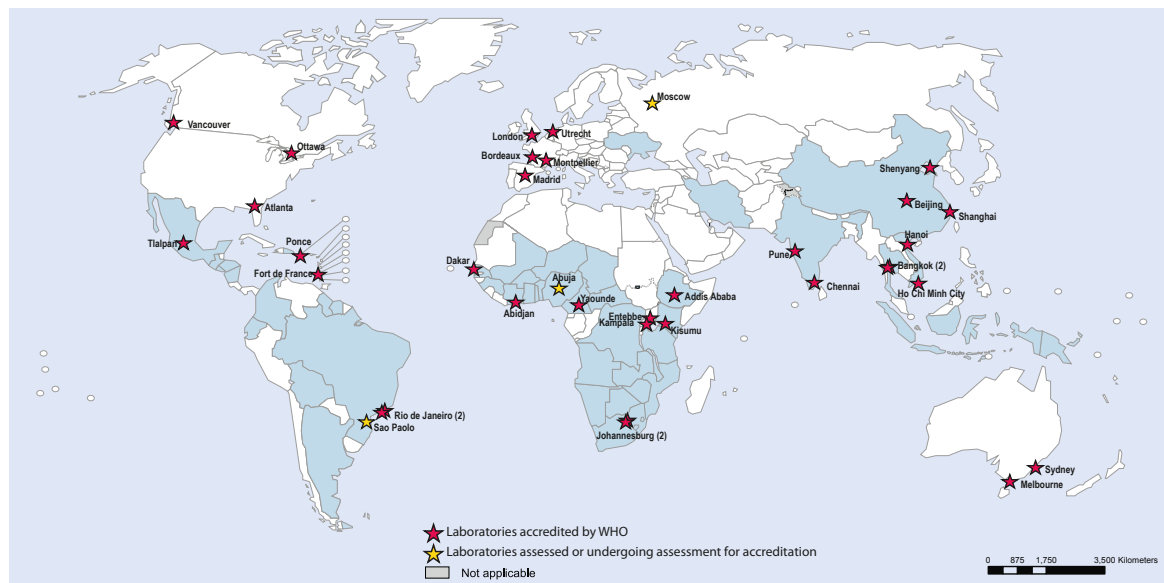 Moscow
Vancouver
London
Utrecht
Ottawa
Bordeaux
Montpellier
Shenyang
Madrid
Beijing
Atlanta
Shanghai
Tlalpan
Ponce
Hanoi
Pune
Dakar
Fort de France
Bangkok (2)
Abuja
Chennai
Addis Ababa
Ho Chi Minh City
Yaounde
Abidjan
Entebbe
Kampala
Kisumu
Rio de Janeiro (2)
Sao Paolo
Johannesburg (2)
Sydney
Melbourne
Laboratories accredited by WHO
Laboratories assessed or undergoing assessment for accreditation
Not applicable
0 875 1,750 3,500 Kilometers